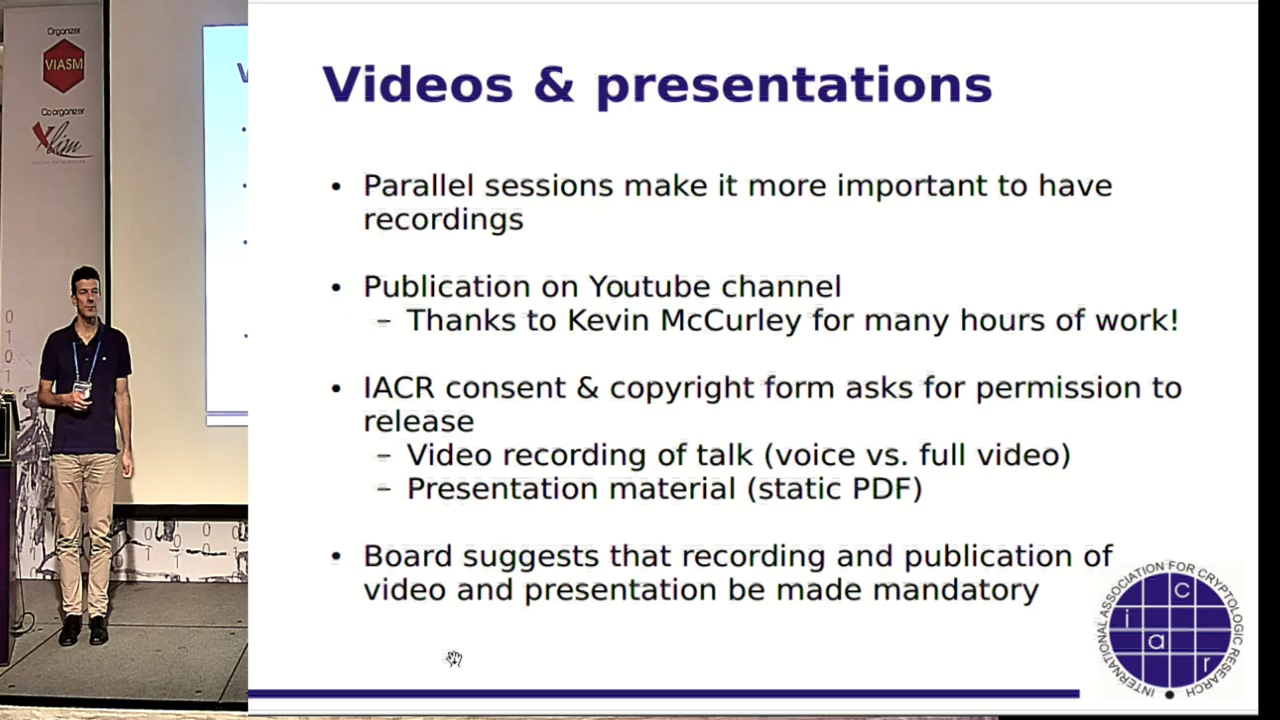 Organizer
VIASM
Coorganizer
Xlim
Videos & presentations
• Parallel sessions make it more important to have
recordings
• Publication on Youtube channel
– Thanks to Kevin McCurley for many hours of work!
• IACR consent & copyright form asks for permission to
release
– Video recording of talk (voice vs. full video)
– Presentation material (static PDF)
• Board suggests that recording and publication of
video and presentation be made mandatory
INTERNATIONAL ASSOCIATION FOR CRYPTOLOGIC RESEARCH
i a c r